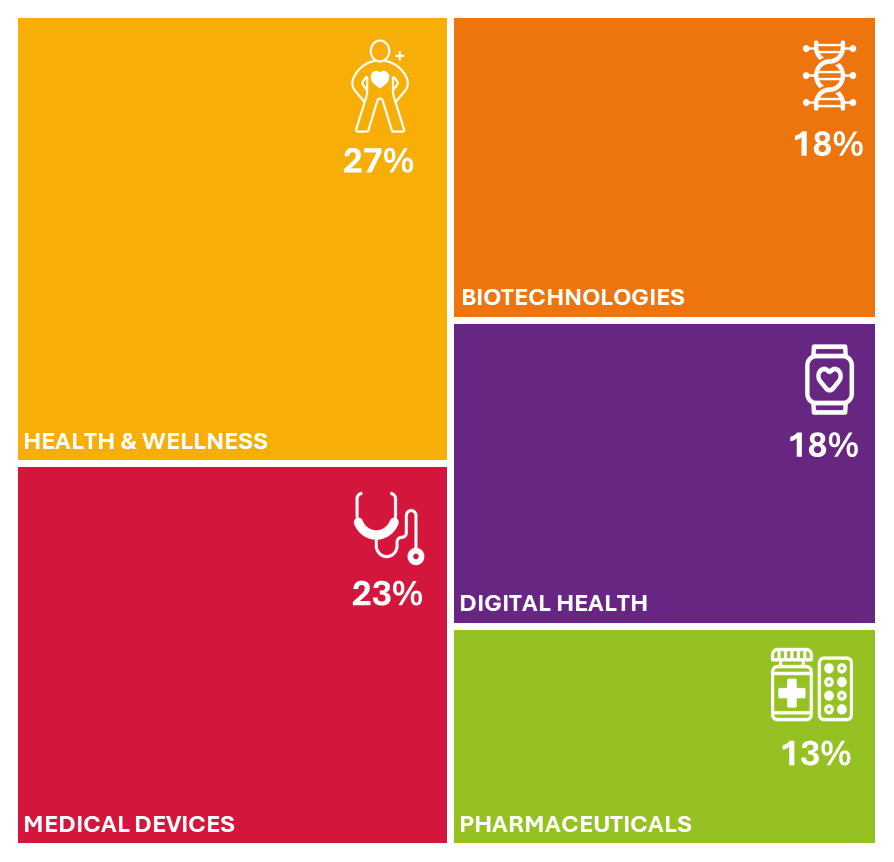 27%
HEALTH & WELLNESS
23%
MEDICAL DEVICES
18%
BIOTECHNOLOGIES
18%
DIGITAL HEALTH
13%
PHARMACEUTICALS